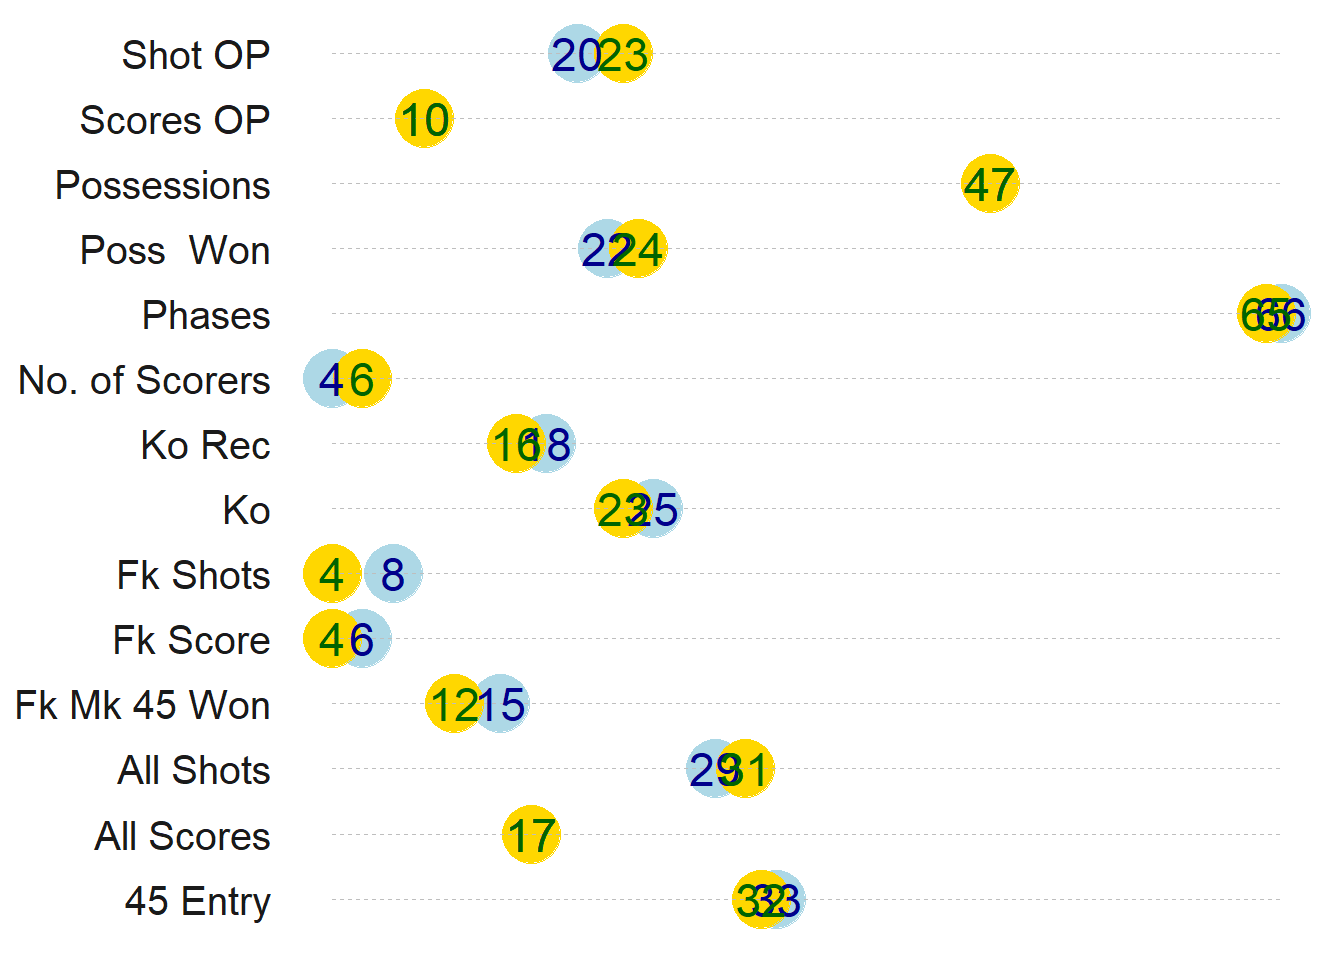 Shot OP 20 23
Scores OP 10
Possessions 47
Poss  Won 22 24
Phases 65 66
No. of Scorers 4 6
Ko Rec 16 18
Ko 23 25
Fk Shots 4 8
Fk Score 4 6
Fk Mk 45 Won 12 15
All Shots 29 31
All Scores 17
45 Entry 32 33